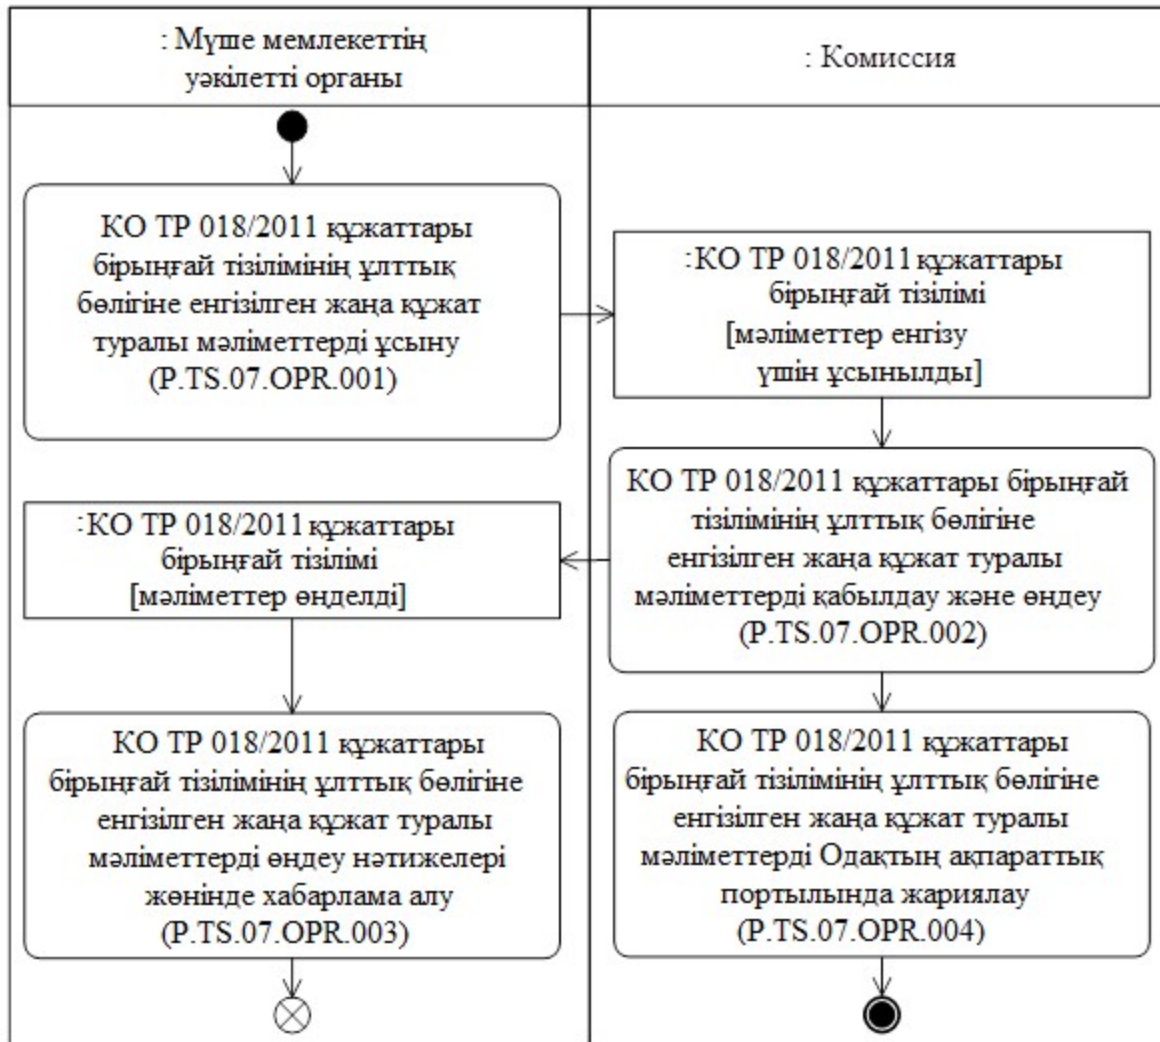 : Мүше мемлекеттің
уәкілетті органы
: Комиссия
КО ТР 018/2011 құжаттары
бірыңғай тізілімінің ұлттық
бөлігіне енгізілген жаңа құжат
туралы мәліметтерді ұсыну
(P.TS.07.OPR.001)
:КО ТР 018/2011 құжаттары
бірыңғай тізілімі
[мәліметтер енгізу
үшін ұсынылды]
КО ТР 018/2011 құжаттары бірыңғай
тізілімінің ұлттық бөлігіне
енгізілген жаңа құжат туралы
мәліметтерді қабылдау және өңдеу
(P.TS.07.OPR.002)
:КО ТР 018/2011 құжаттары
бірыңғай тізілімі
[мәліметтер өңделді]
КО ТР 018/2011 құжаттары
бірыңғай тізілімінің ұлттық бөлігіне
енгізілген жаңа құжат туралы
мәліметтерді өңдеу нәтижелері
жөнінде хабарлама алу
(P.TS.07.OPR.003)
КО ТР 018/2011 құжаттары
бірыңғай тізілімінің ұлттық бөлігіне
енгізілген жаңа құжат туралы
мәліметтерді Одақтың ақпараттық
портылында жариялау
(P.TS.07.OPR.004)